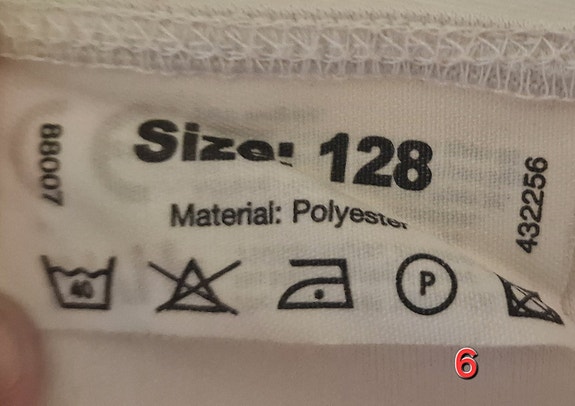 Size: 128
Material: Polyester
88007
432256
40
P
6